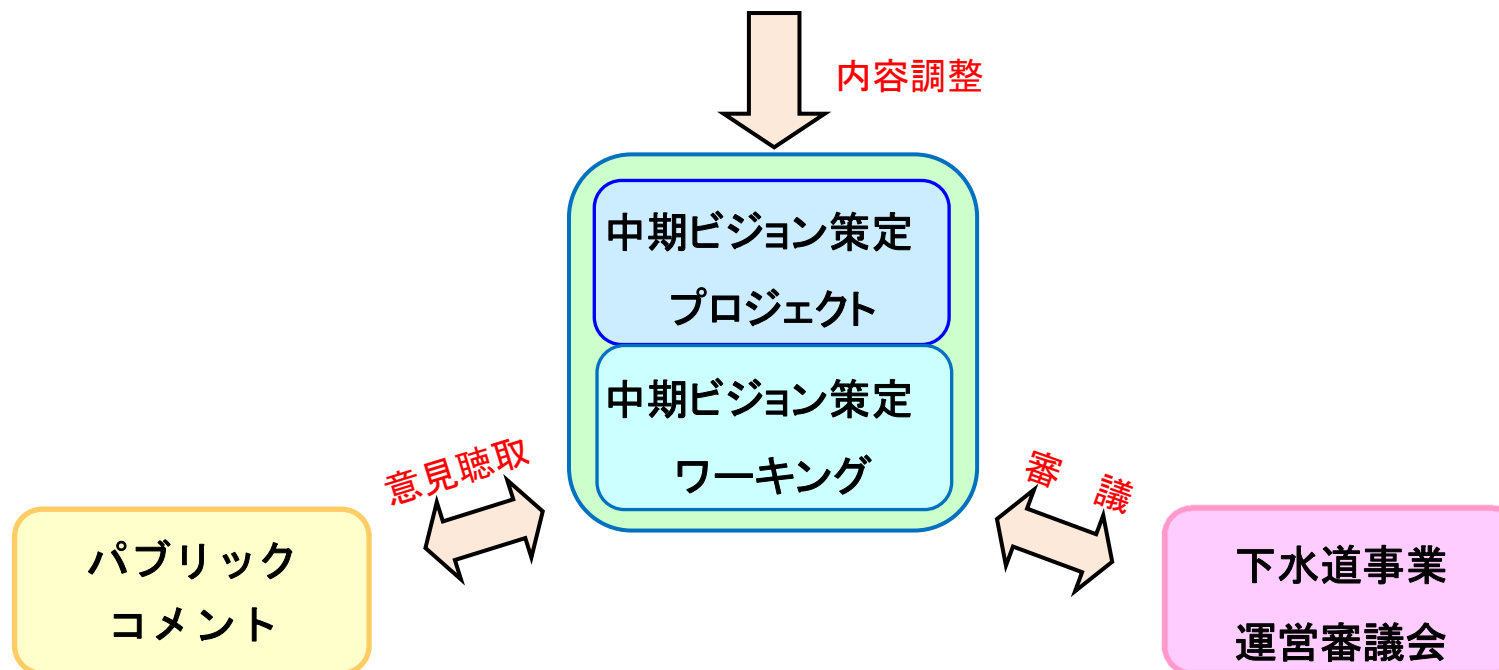 内容調整
中期ビジョン策定
プロジェクト
中期ビジョン策定
ワーキング
意見聴取
審　議
パブリック
コメント
下水道事業
運営審議会